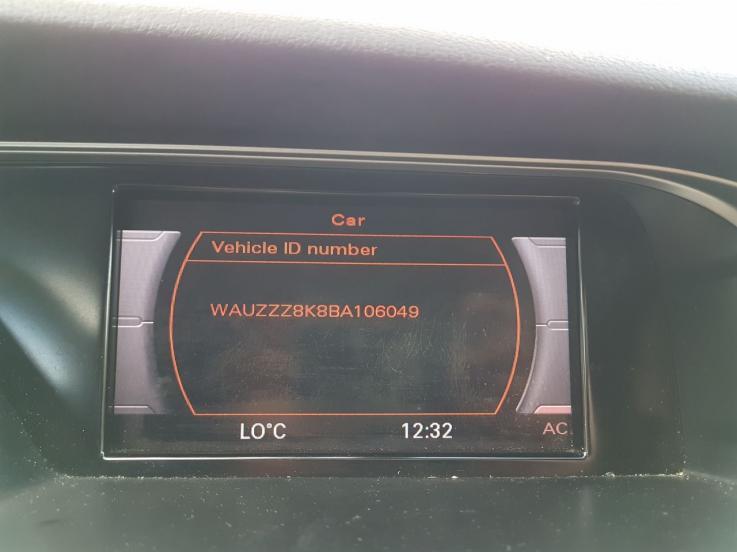 Car
Vehicle ID number
WAUZZZ8K8BA106049
LO°C 12:32 AC